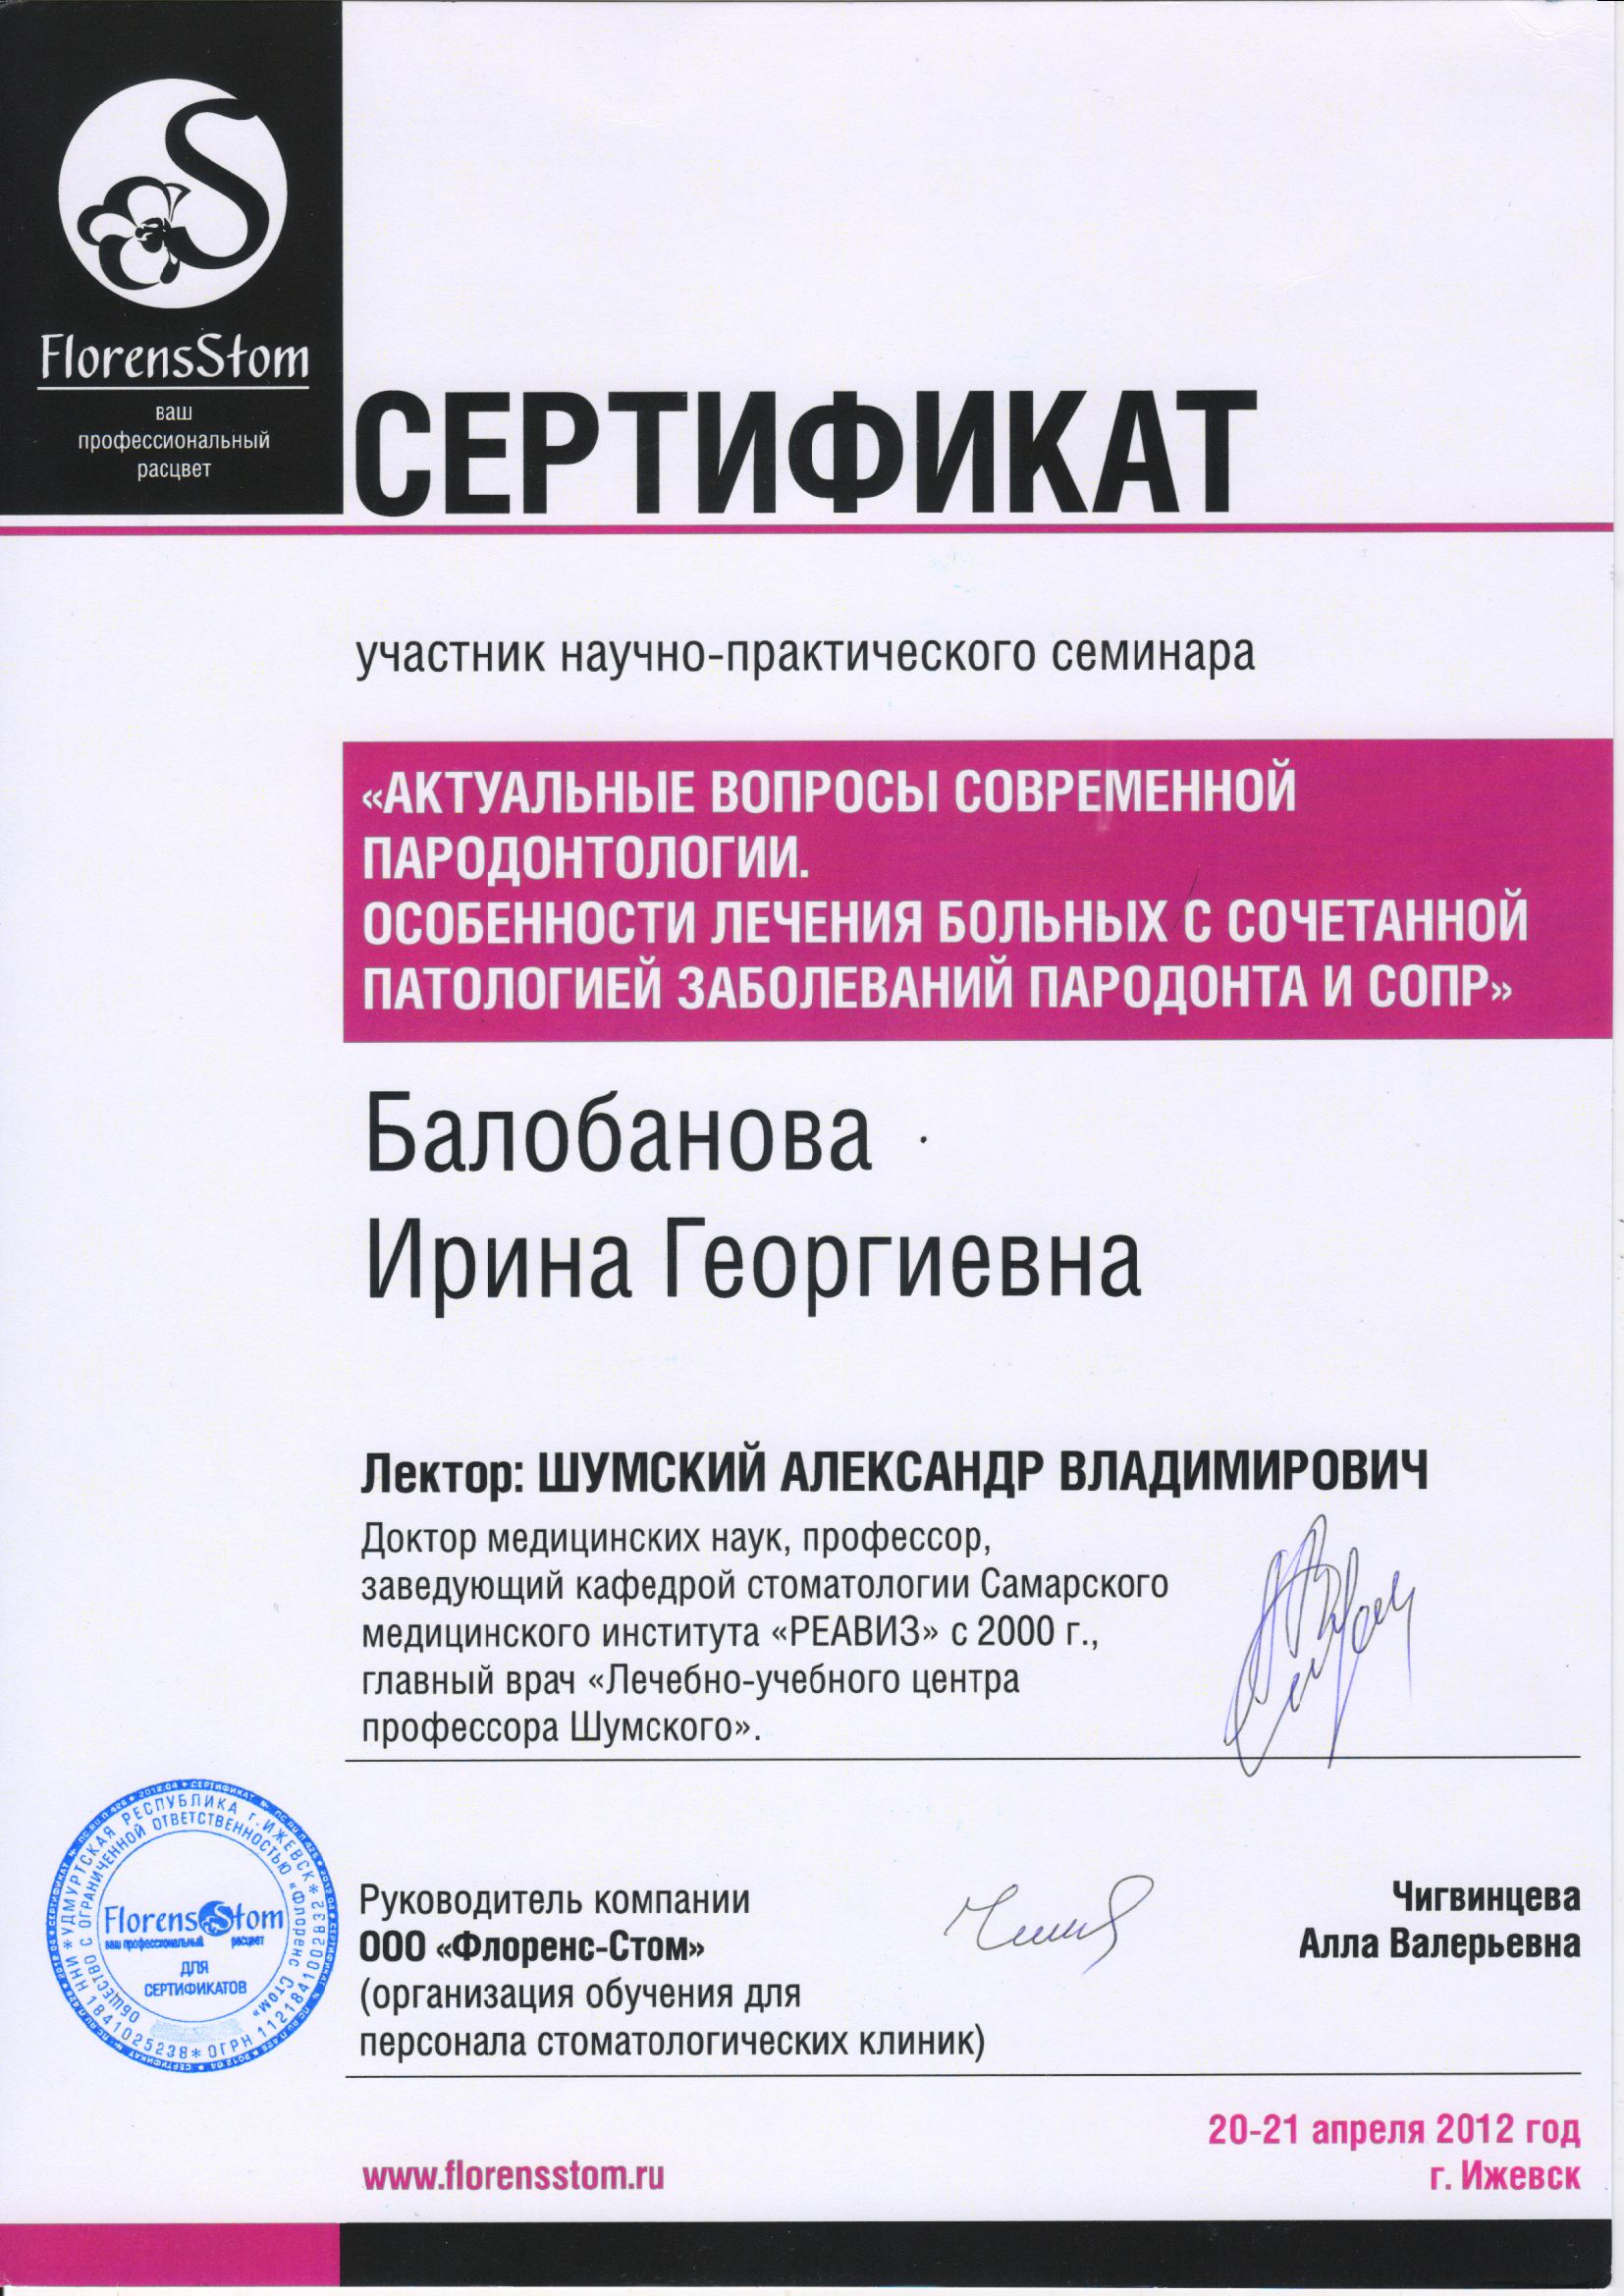 FlorensStom
ваш
профессиональный
расцвет
СЕРТИФИКАТ
участник научно-практического семинара
«АКТУАЛЬНЫЕ ВОПРОСЫ СОВРЕМЕННОЙ
ПАРОДОНТОЛОГИИ.
ОСОБЕННОСТИ ЛЕЧЕНИЯ БОЛЬНЫХ С СОЧЕТАННОЙ
ПАТОЛОГИЕЙ ЗАБОЛЕВАНИЙ ПАРОДОНТА И СОПР»
Балобанова
Ирина Георгиевна
Лектор: ШУМСКИЙ АЛЕКСАНДР ВЛАДИМИРОВИЧ
Доктор медицинских наук, профессор,
заведующий кафедрой стоматологии Самарского
медицинского института «РЕАВИЗ» с 2000 г.,
главный врач «Лечебно-учебного центра
профессора Шумского».
УДМУРТСКАЯ РЕСПУБЛИКА г. ИЖЕВСК
ОБЩЕСТВО С ОГРАНИЧЕННОЙ ОТВЕТСТВЕННОСТЬЮ «Флоренс Стом»
ИНН 1841025238 * ОГРН 1121841002832
FlorensStom
ваш профессиональный расцвет
ДЛЯ
СЕРТИФИКАТОВ
Руководитель компании
ООО «Флоренс-Стом»
(организация обучения для
персонала стоматологических клиник)
Чигвинцева
Алла Валерьевна
20-21 апреля 2012 год
г. Ижевск
www.florensstom.ru